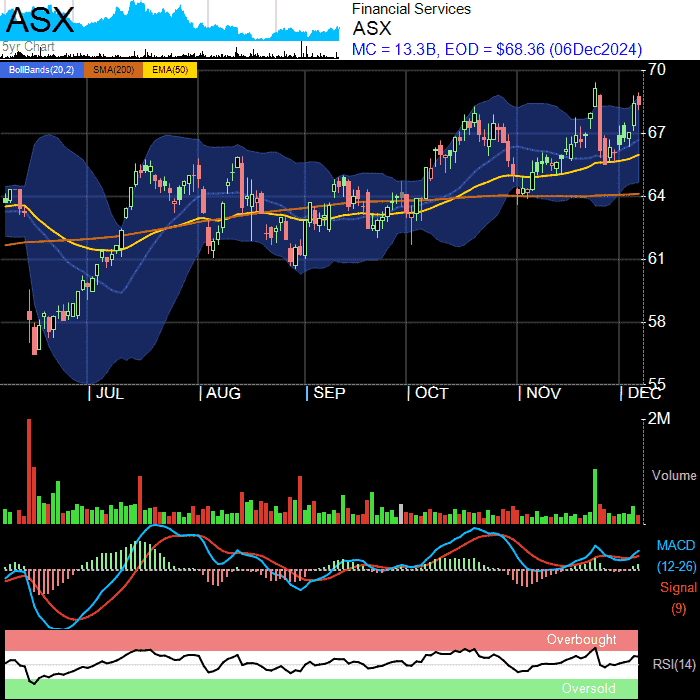 ASX
5yr Chart
Financial Services
ASX
MC = 13.3B, EOD = $68.36 (06Dec2024)
BollBands(20,2) SMA(200) EMA(50)
70
67
64
61
58
55
JUL AUG SEP OCT NOV DEC
2M
Volume
MACD
(12-26)
Signal
(9)
Overbought
RSI(14)
Oversold